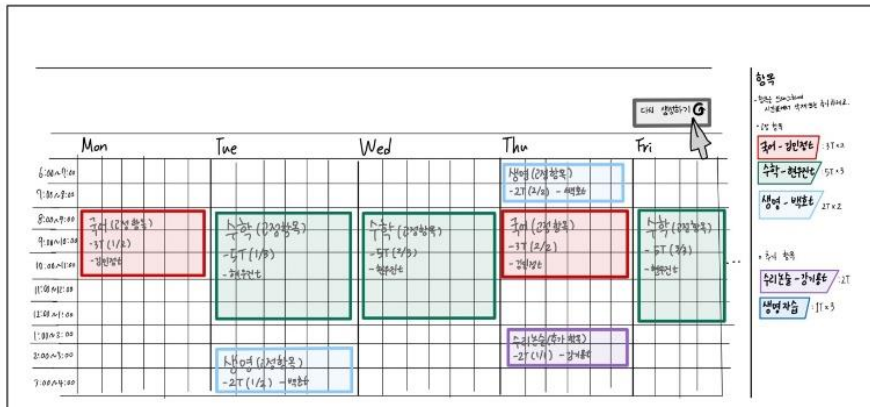 다시 생성하기
Mon
Tue
Wed
Thu
Fri
6:00~7:00
7:00~8:00
8:00~9:00
9:00~10:00
10:00~11:00
11:00~12:00
12:00~1:00
1:00~2:00
2:00~3:00
3:00~4:00
국어 (고정항목)
-3T (1/2)
-김민정t
수학 (고정항목)
-5T (1/3)
-현우진t
생명 (고정항목)
-2T (1/2) -백호t
수학 (고정항목)
-5T (2/3)
-현우진t
생명 (고정항목)
-2T (2/2) -백호t
국어 (고정항목)
-3T (2/2)
-김민정t
수리논술 (추가항목)
-2T (1/1) -강기원t
수학 (고정항목)
-5T (3/3)
-현우진t
...
항목
-고정 항목
국어-김민정t :3T×2
수학-현우진t :5T×3
생명-백호t 2T×2
추가 항목
수리논술-강기원t :2T
생명자습 :1T×3